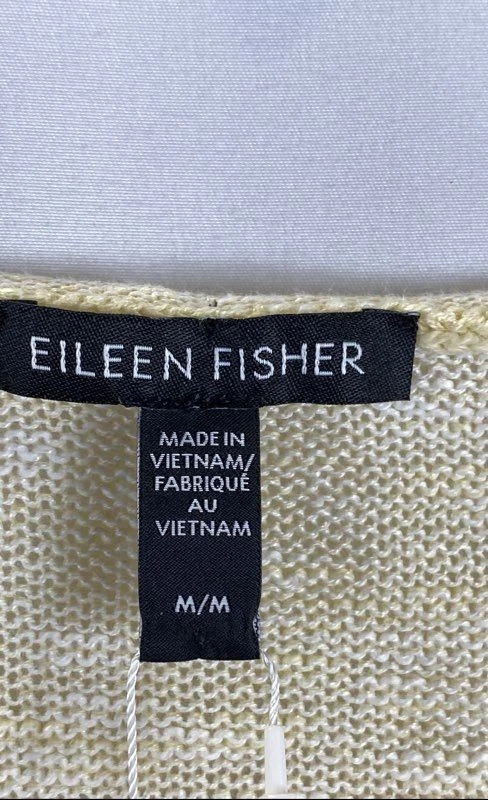 EILEEN FISHER
MADE IN
VIETNAM/
FABRIQUÉ
AU
VIETNAM
M/M